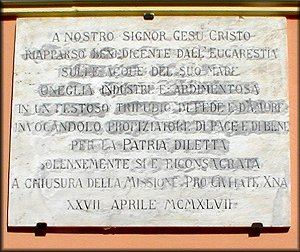 A NOSTRO SIGNOR GESÙ CRISTO
RIAPPARSO BENEDICENTE DALL'EUCARESTIA
SULLE ACQUE DEL SUO MARE
ONEGLIA INDUSTRE E ARDIMENTOSA
IN UN FESTOSO TRIPUDIO DI FEDE E D'AMORE
INVOCANDOLO PROPIZIATORE DI PACE E DI BENE
PER LA PATRIA DILETTA
OLENNEMENTE SI È RICONSACRATA
A CHIUSURA DELLA MISSIONE PRO CIVITATE XNA
XXVII APRILE MCMXLVII